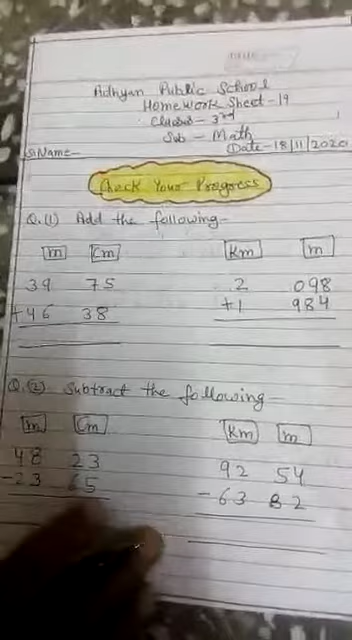 Adhyan Public School
Homework Sheet-19
Class- 3rd
Sub - Math
Name-
Date-18/11/2020
Check Your Progress
Q.(1) Add the following-
m Cm Km m
39 75 2 098
+46 38 +1 984
Q.(2) Subtract the following-
m Cm Km m
48 23 92 54
-23 65 -63 82